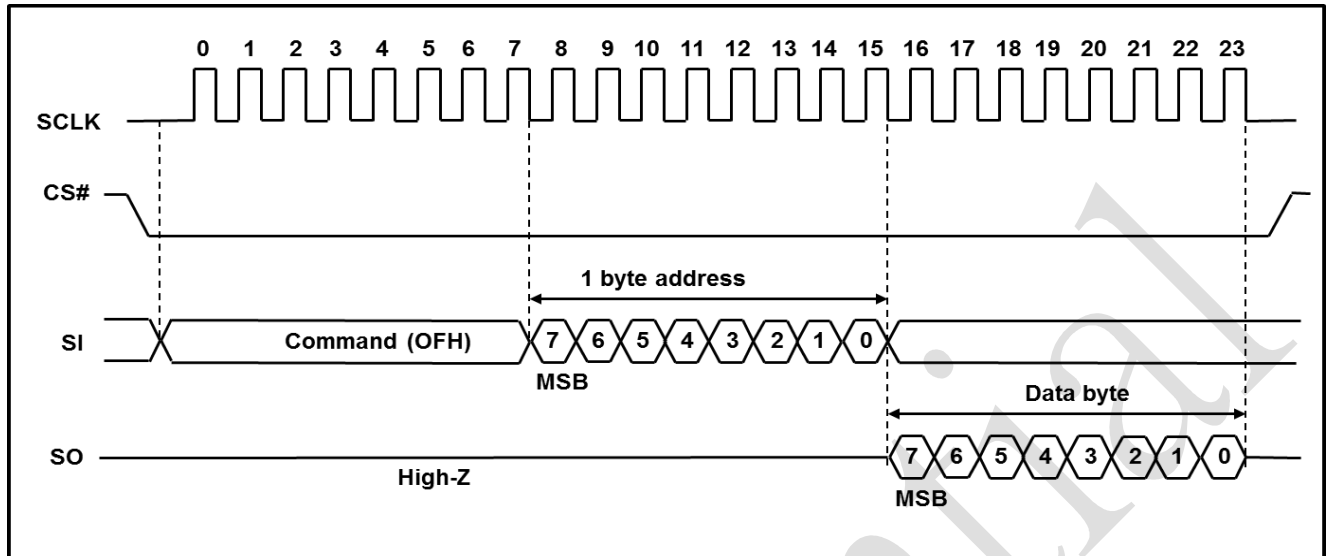 0 1 2 3 4 5 6 7 8 9 10 11 12 13 14 15 16 17 18 19 20 21 22 23
SCLK
CS#
1 byte address
SI Command (OFH) 7 6 5 4 3 2 1 0
MSB
Data byte
SO 7 6 5 4 3 2 1 0
High-Z
MSB